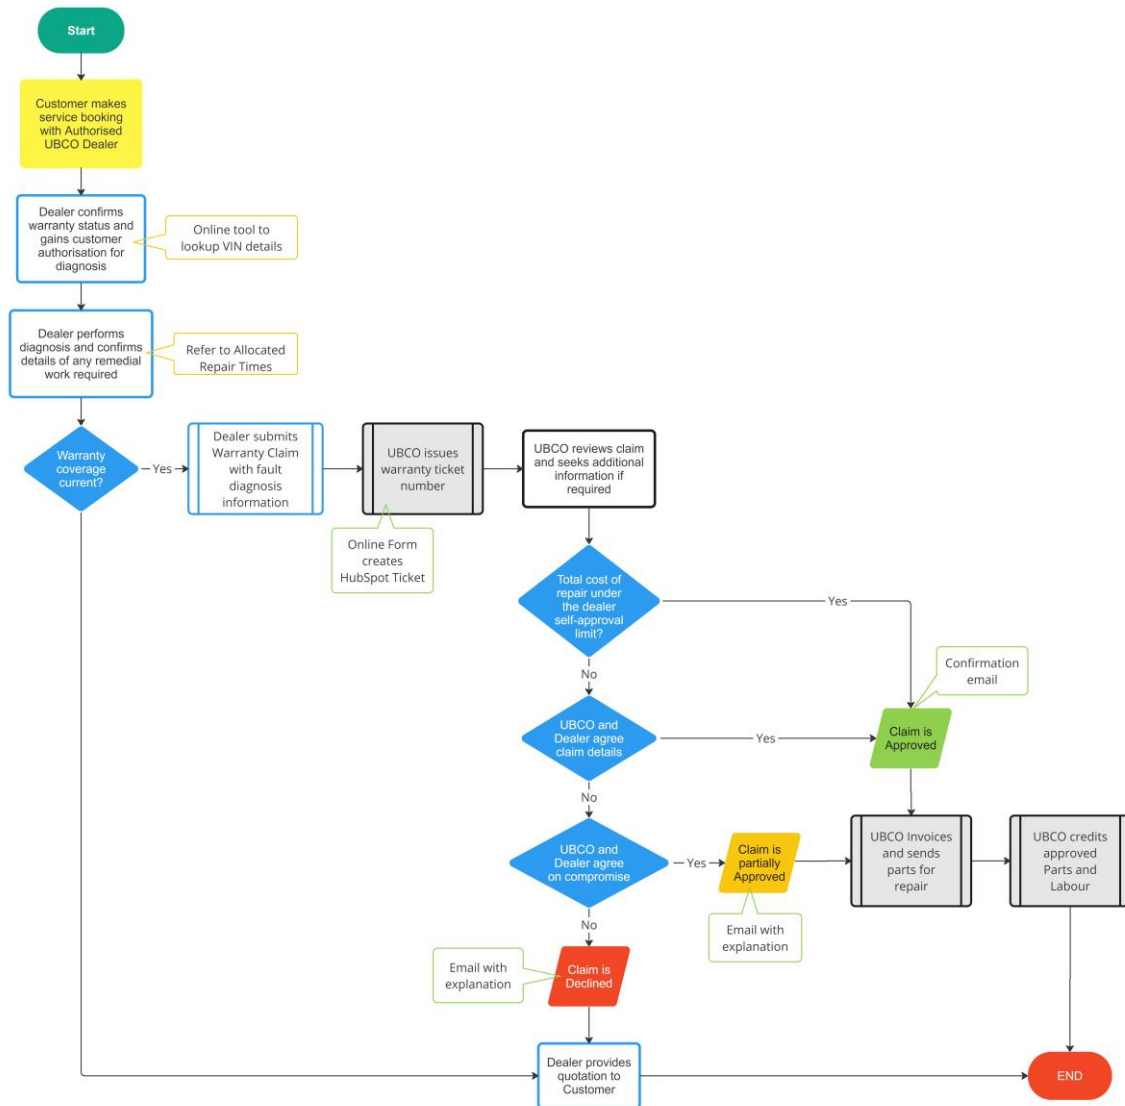 Start
Customer makes
service booking
with Authorised
UBCO Dealer
Dealer confirms
warranty status and
gains customer
authorisation for
diagnosis
Online tool to
lookup VIN details
Dealer performs
diagnosis and confirms
details of any remedial
work required
Refer to Allocated
Repair Times
Warranty
coverage
current?
Yes
Dealer submits
Warranty Claim
with fault
diagnosis
information
UBCO issues
warranty ticket
number
Online Form
creates
HubSpot Ticket
UBCO reviews claim
and seeks additional
information if
required
Total cost of
repair under
the dealer
self-approval
limit?
Yes
No
Confirmation
email
UBCO and
Dealer agree
claim details
Yes
Claim is
Approved
No
UBCO and
Dealer agree
on compromise
Yes
Claim is
partially
Approved
Email with
explanation
UBCO Invoices
and sends
parts for
repair
UBCO credits
approved
Parts and
Labour
No
Email with
explanation
Claim is
Declined
Dealer provides
quotation to
Customer
END